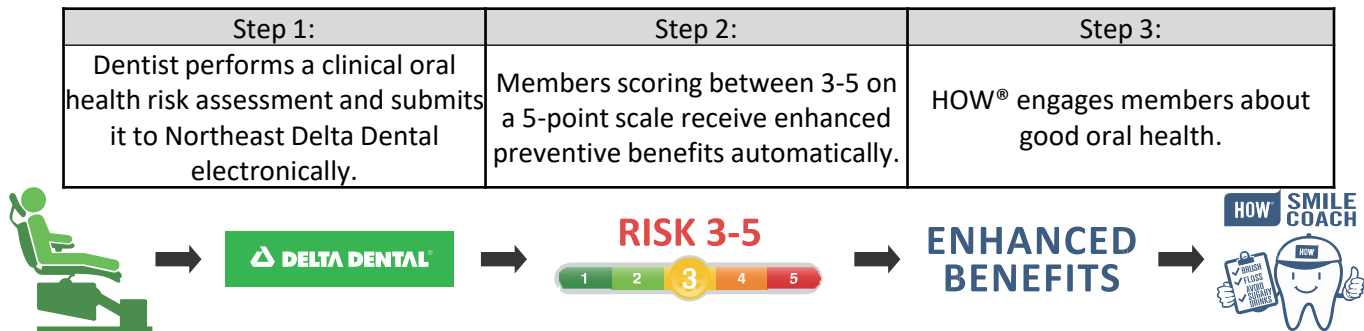 Step 1:
Step 2:
Step 3:
Dentist performs a clinical oral
health risk assessment and submits
it to Northeast Delta Dental
electronically.
Members scoring between 3-5 on
a 5-point scale receive enhanced
preventive benefits automatically.
HOW® engages members about
good oral health.
DELTA DENTAL®
RISK 3-5
1 2 3 4 5
ENHANCED
BENEFITS
HOW® SMILE
COACH
HOW
BRUSH
FLOSS
AVOID
SUGARY
DRINKS